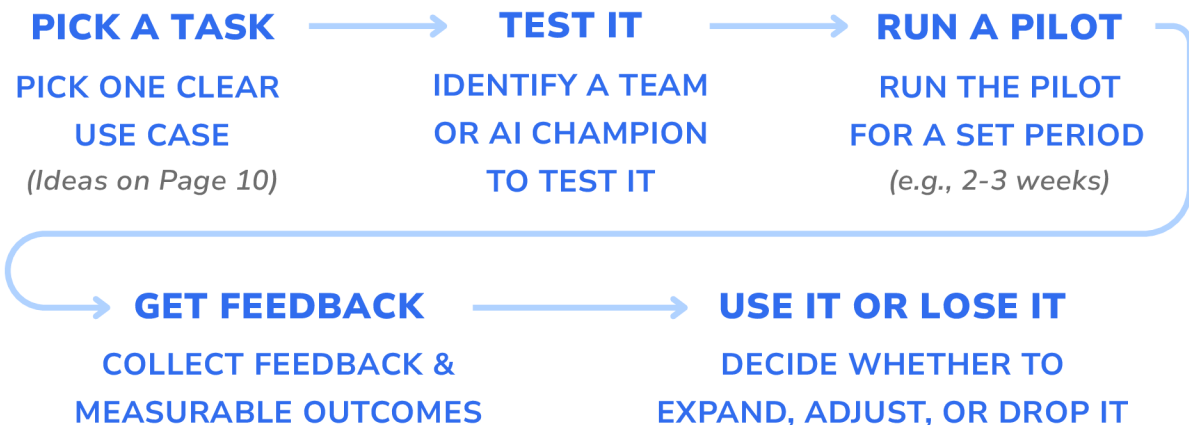 PICK A TASK
PICK ONE CLEAR
USE CASE
(Ideas on Page 10)
TEST IT
IDENTIFY A TEAM
OR AI CHAMPION
TO TEST IT
RUN A PILOT
RUN THE PILOT
FOR A SET PERIOD
(e.g., 2-3 weeks)
GET FEEDBACK
COLLECT FEEDBACK &
MEASURABLE OUTCOMES
USE IT OR LOSE IT
DECIDE WHETHER TO
EXPAND, ADJUST, OR DROP IT